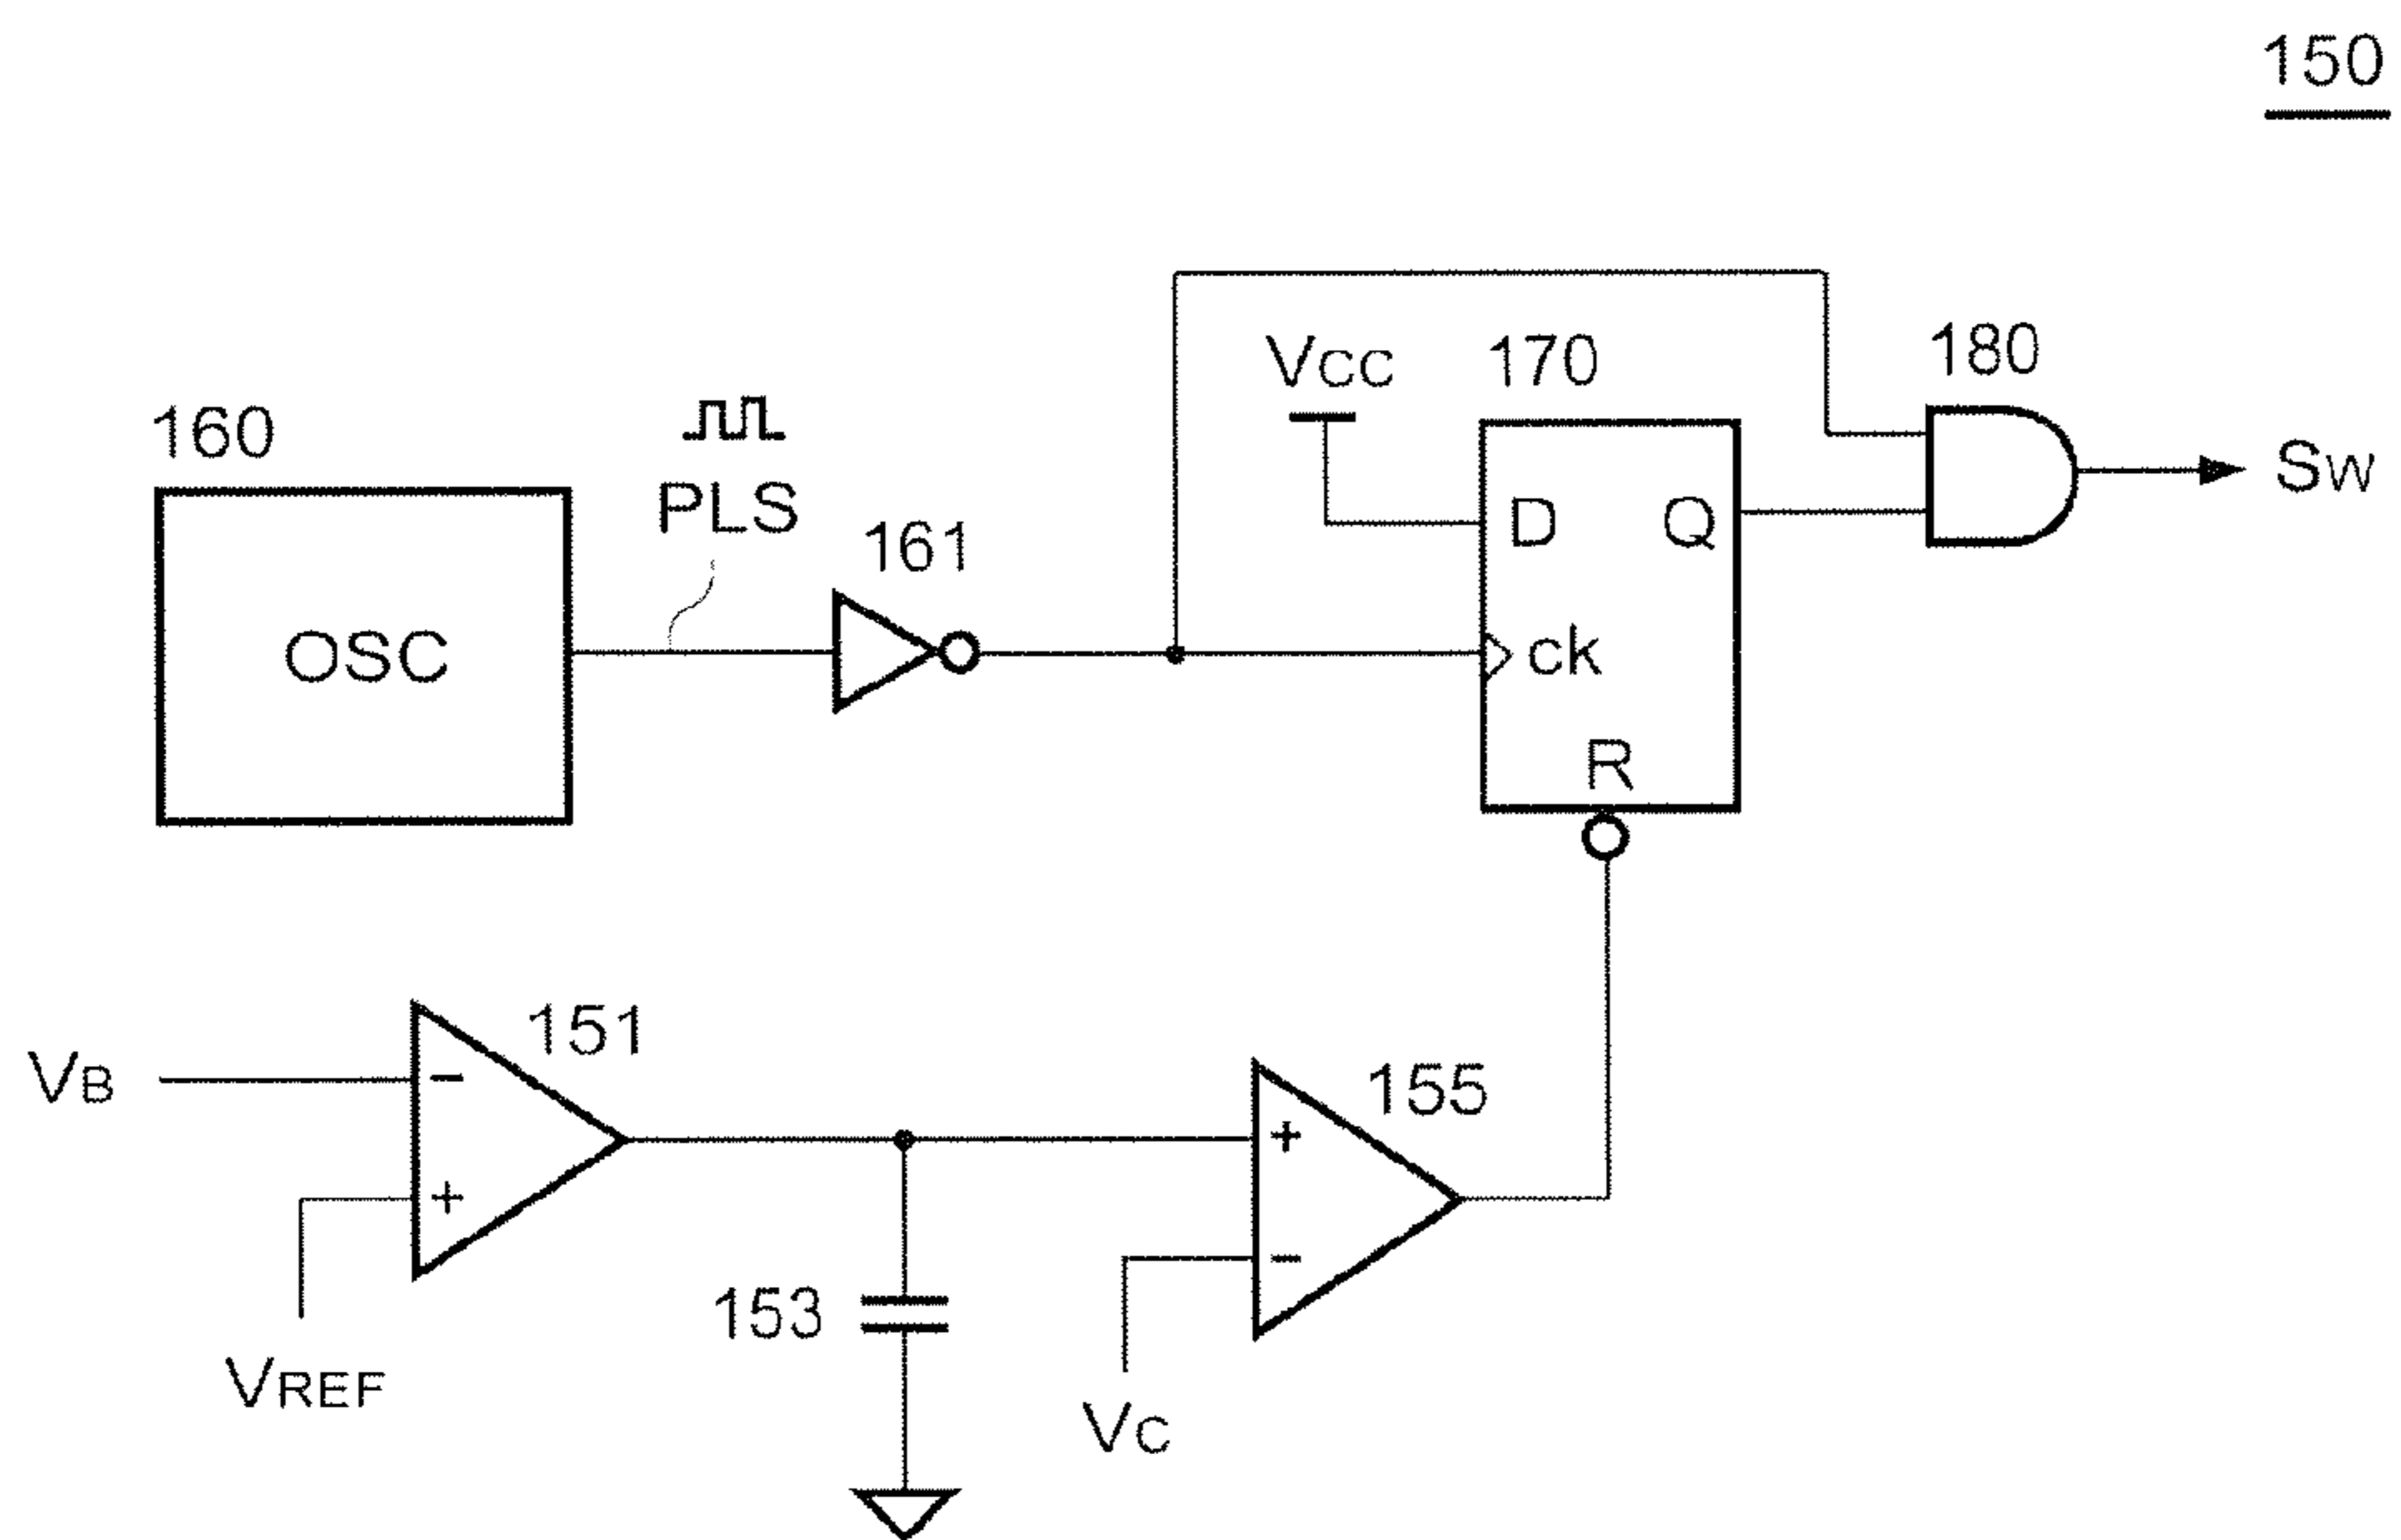 150
160
PLS
161
VCC
170
180
SW
OSC
D
Q
ck
R
VB
151
−
+
VREF
153
155
+
−
VC